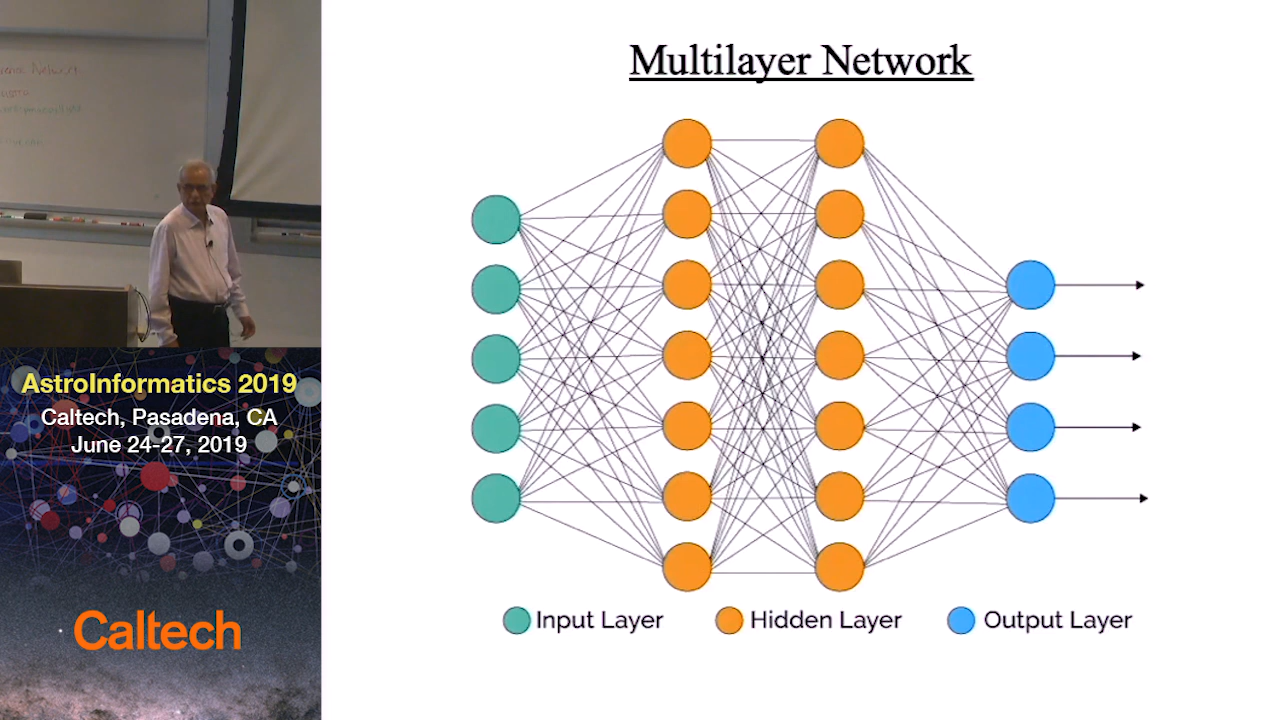 Multilayer Network
AstroInformatics 2019
Caltech, Pasadena, CA
June 24-27, 2019
Caltech
Input Layer
Hidden Layer
Output Layer